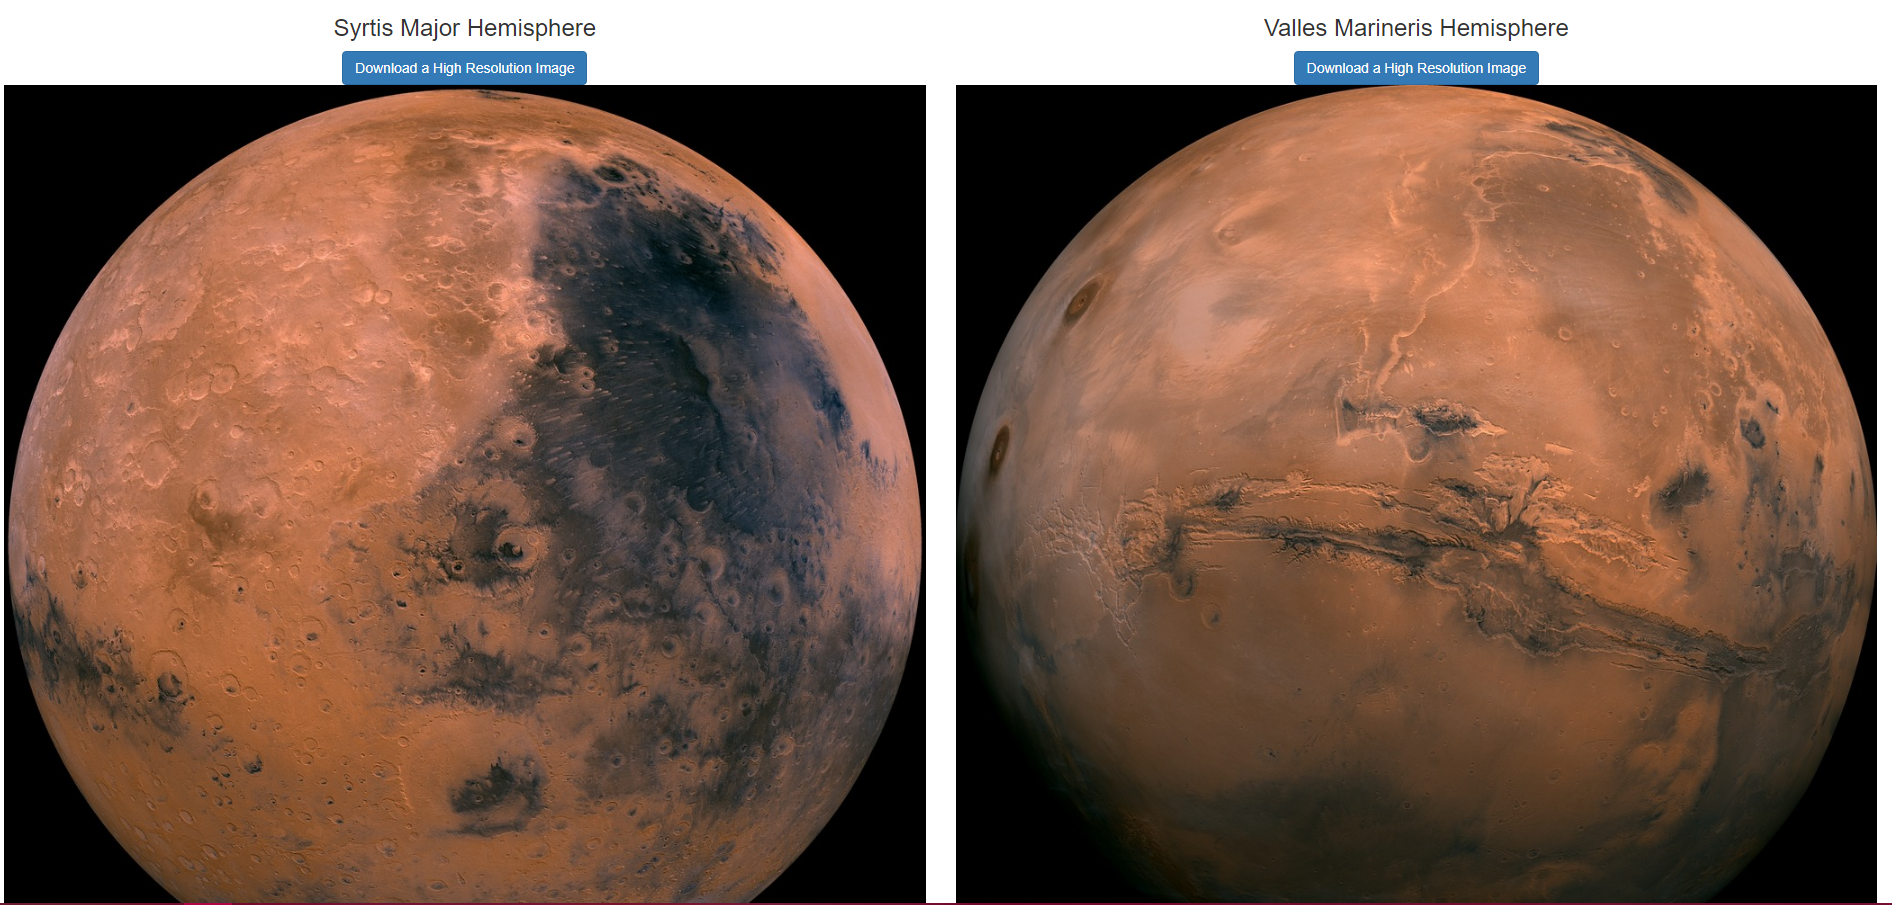 Syrtis Major Hemisphere
Download a High Resolution Image
Valles Marineris Hemisphere
Download a High Resolution Image